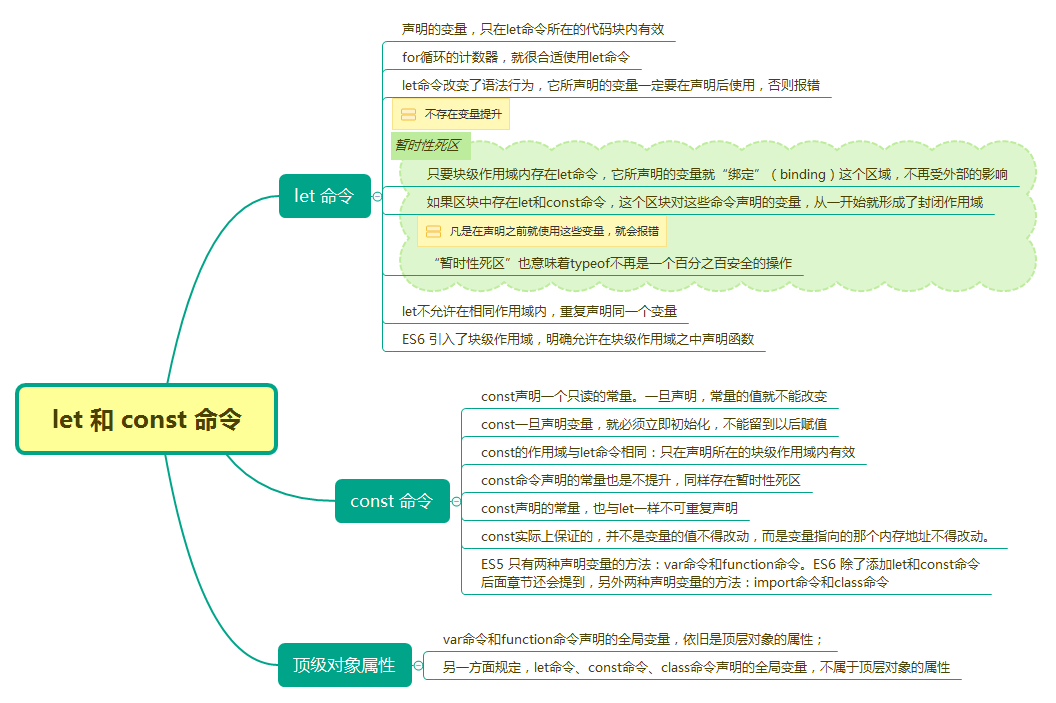 声明的变量，只在let命令所在的代码块内有效
for循环的计数器，就很合适使用let命令
let命令改变了语法行为，它所声明的变量一定要在声明后使用，否则报错
不存在变量提升
暂时性死区
只要块级作用域内存在let命令，它所声明的变量就“绑定”（binding）这个区域，不再受外部的影响
如果区块中存在let和const命令，这个区块对这些命令声明的变量，从一开始就形成了封闭作用域
凡是在声明之前就使用这些变量，就会报错
“暂时性死区”也意味着typeof不再是一个百分之百安全的操作
let不允许在相同作用域内，重复声明同一个变量
ES6 引入了块级作用域，明确允许在块级作用域之中声明函数
let 命令
let 和 const 命令
const声明一个只读的常量。一旦声明，常量的值就不能改变
const一旦声明变量，就必须立即初始化，不能留到以后赋值
const的作用域与let命令相同：只在声明所在的块级作用域内有效
const命令声明的常量也是不提升，同样存在暂时性死区
const声明的常量，也与let一样不可重复声明
const实际上保证的，并不是变量的值不得改动，而是变量指向的那个内存地址不得改动。
ES5 只有两种声明变量的方法：var命令和function命令。ES6 除了添加let和const命令
后面章节还会提到，另外两种声明变量的方法：import命令和class命令
const 命令
var命令和function命令声明的全局变量，依旧是顶层对象的属性；
另一方面规定，let命令、const命令、class命令声明的全局变量，不属于顶层对象的属性
顶级对象属性